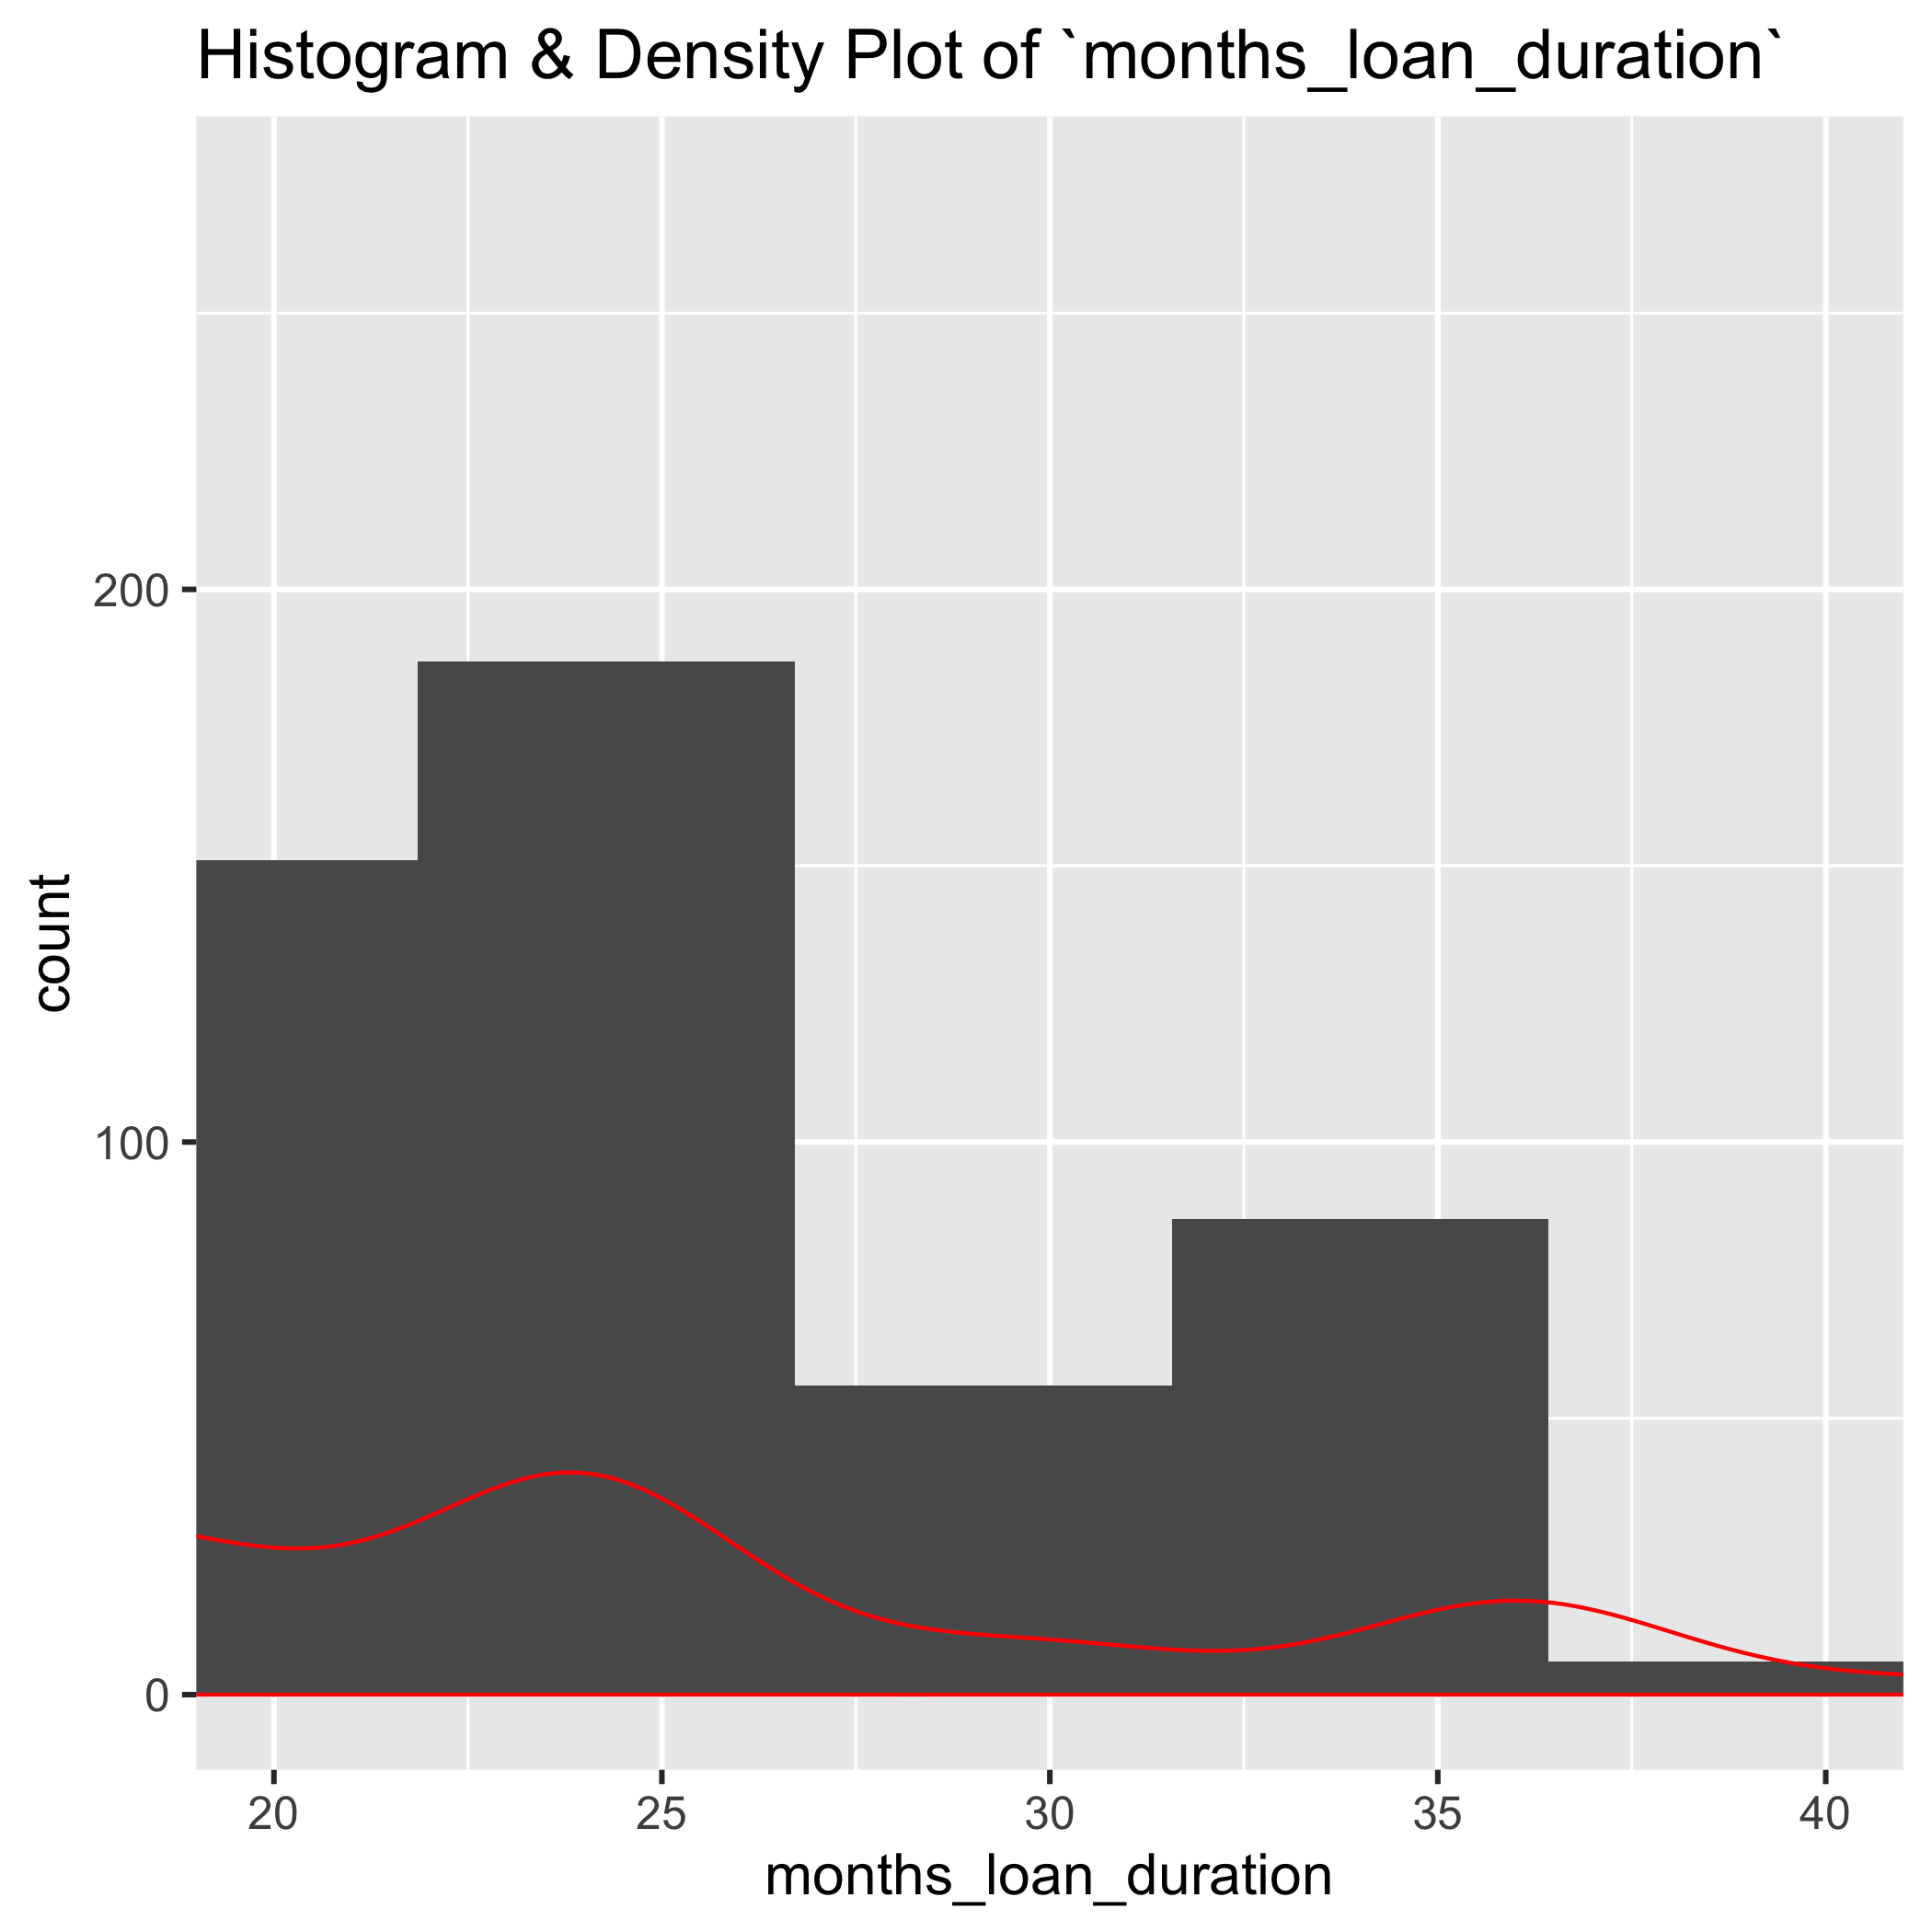 Histogram & Density Plot of `months_loan_duration`
200
100
0
count
20 25 30 35 40
months_loan_duration